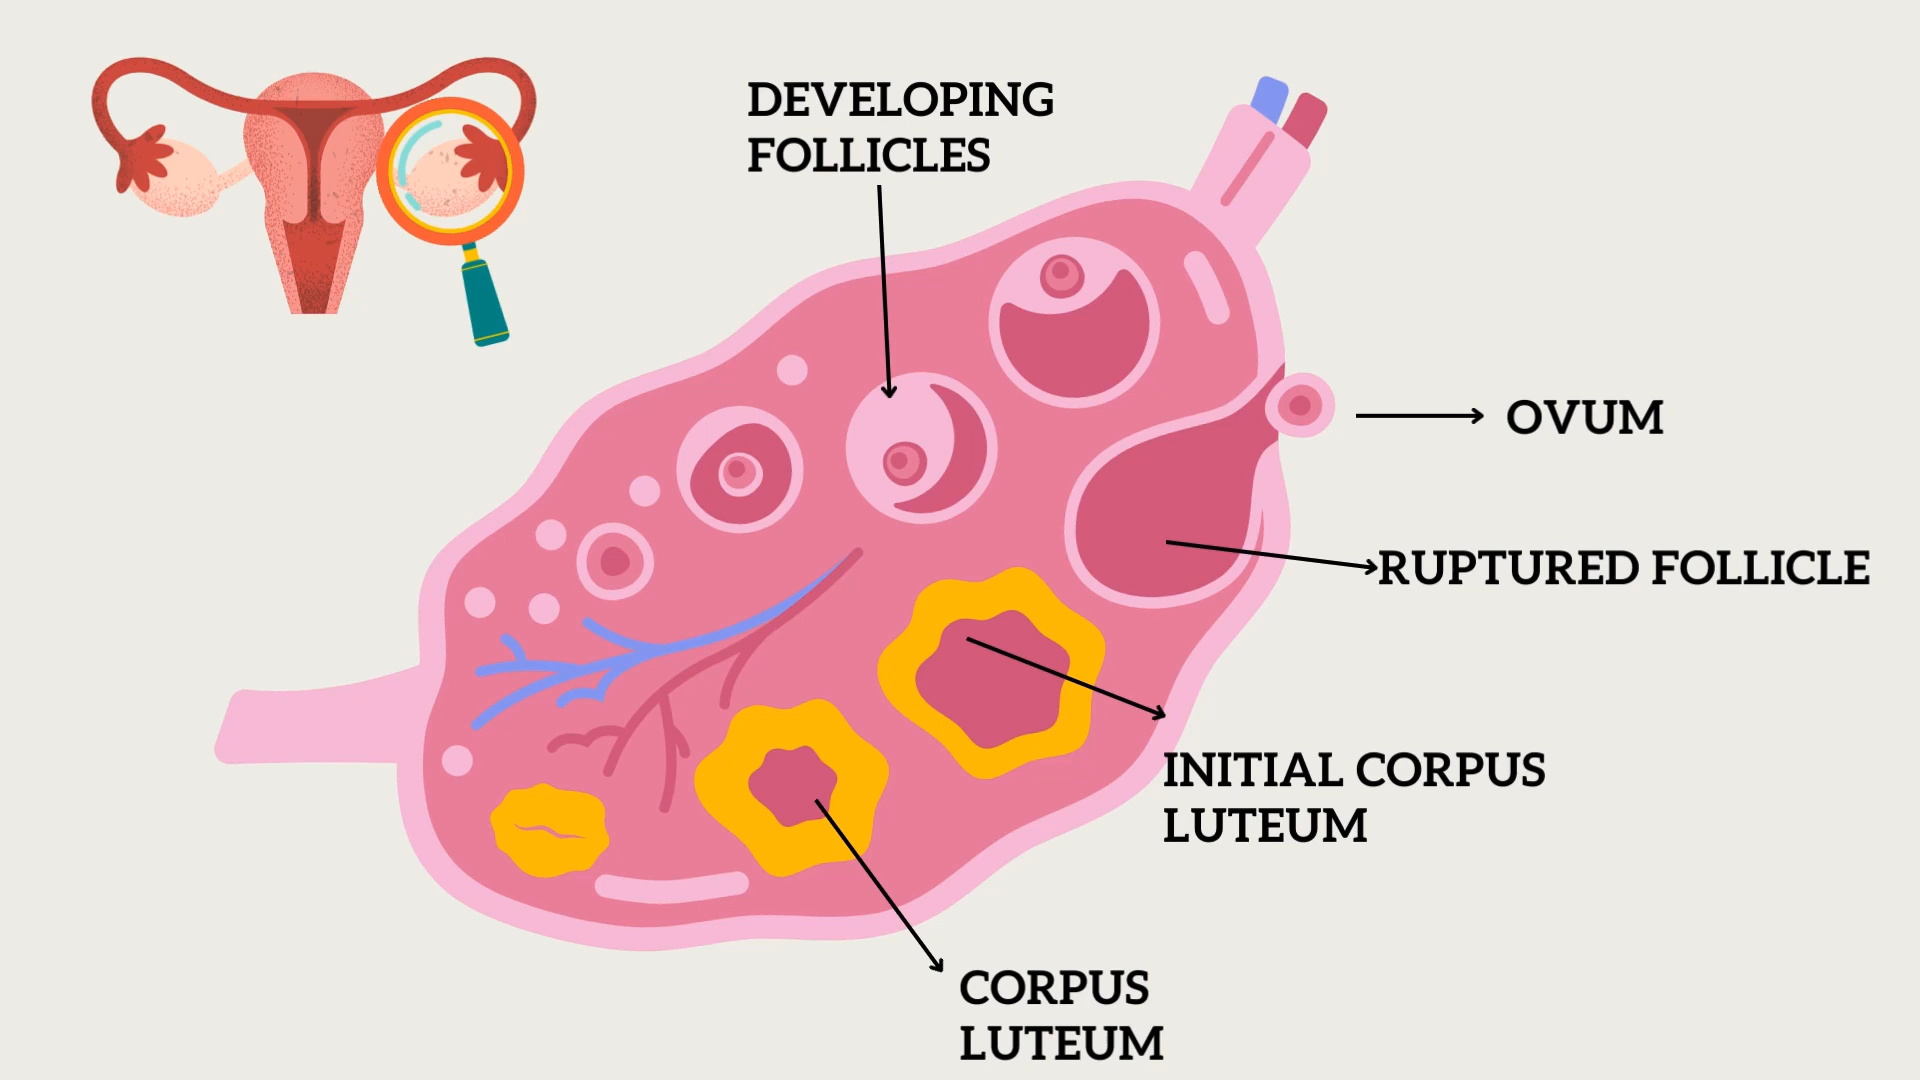 DEVELOPING
FOLLICLES
OVUM
RUPTURED FOLLICLE
INITIAL CORPUS
LUTEUM
CORPUS
LUTEUM